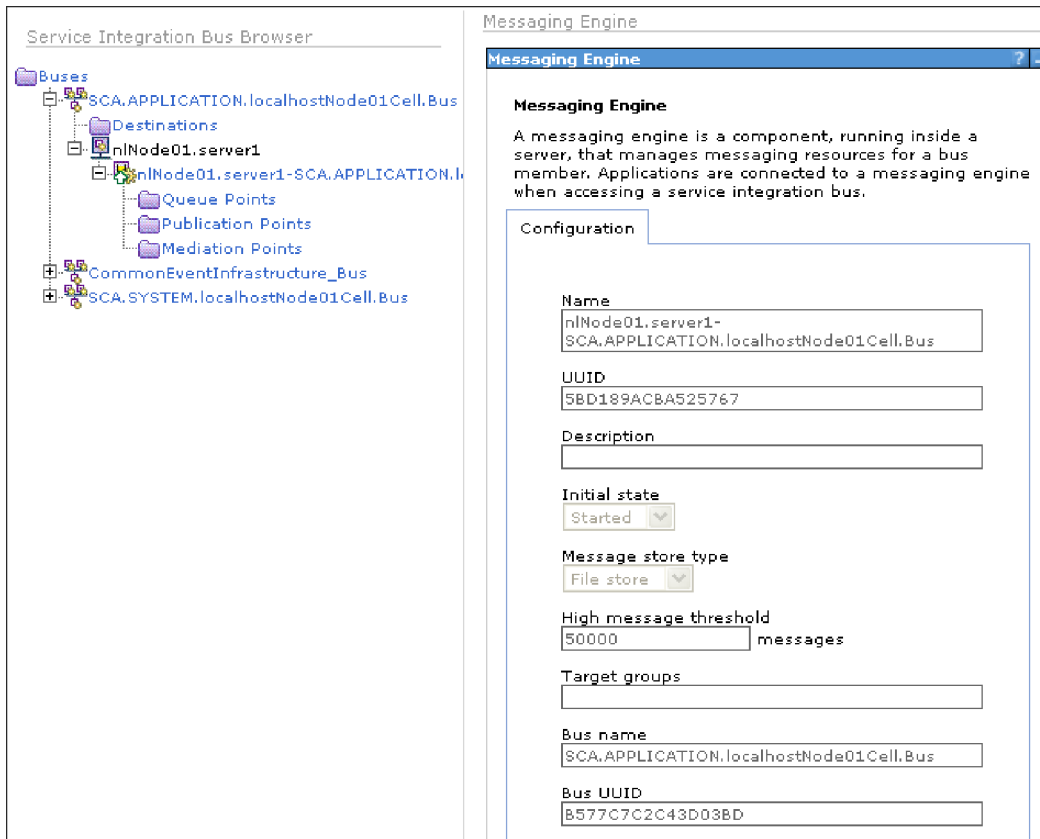 Service Integration Bus Browser
Buses
SCA.APPLICATION.localhostNode01Cell.Bus
Destinations
nlNode01.server1
nlNode01.server1-SCA.APPLICATION.l
Queue Points
Publication Points
Mediation Points
CommonEventInfrastructure_Bus
SCA.SYSTEM.localhostNode01Cell.Bus
Messaging Engine
Messaging Engine ? -
Messaging Engine
A messaging engine is a component, running inside a
server, that manages messaging resources for a bus
member. Applications are connected to a messaging engine
when accessing a service integration bus.
Configuration
Name
nlNode01.server1-
SCA.APPLICATION.localhostNode01Cell.Bus
UUID
5BD189ACBA525767
Description
Initial state
Started
Message store type
File store
High message threshold
50000 messages
Target groups
Bus name
SCA.APPLICATION.localhostNode01Cell.Bus
Bus UUID
B577C7C2C43D03BD